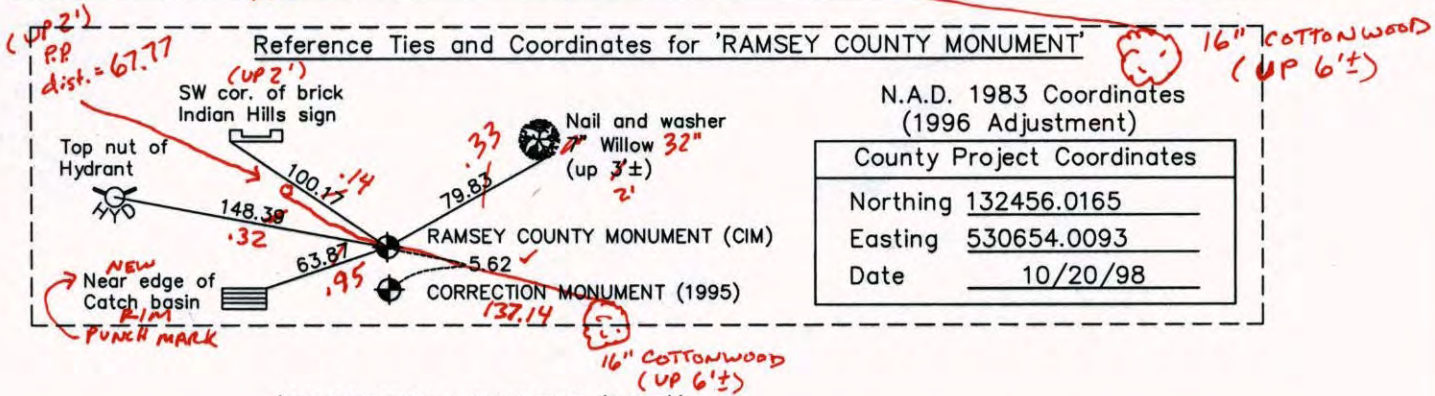 (UP 2')
P.P.
dist. = 67.77
Reference Ties and Coordinates for 'RAMSEY COUNTY MONUMENT'
16" COTTONWOOD
(UP 6'±)
(UP 2')
SW cor. of brick
Indian Hills sign
Top nut of
Hydrant
HYD
100.17
.14
148.39
.32
63.87
.95
.33
79.83
Nail and washer
7" Willow 32"
(up 3'±)
2'
RAMSEY COUNTY MONUMENT (CIM)
5.62 ✓
CORRECTION MONUMENT (1995)
137.14
NEW
Near edge of
Catch basin
RIM
PUNCH MARK
16" COTTONWOOD
(UP 6'±)
N.A.D. 1983 Coordinates
(1996 Adjustment)
County Project Coordinates
Northing 132456.0165
Easting 530654.0093
Date 10/20/98